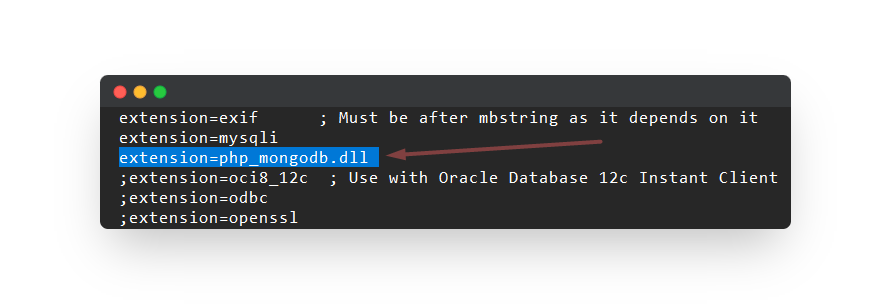 extension=exif      ; Must be after mbstring as it depends on it
extension=mysqli
extension=php_mongodb.dll
;extension=oci8_12c  ; Use with Oracle Database 12c Instant Client
;extension=odbc
;extension=openssl